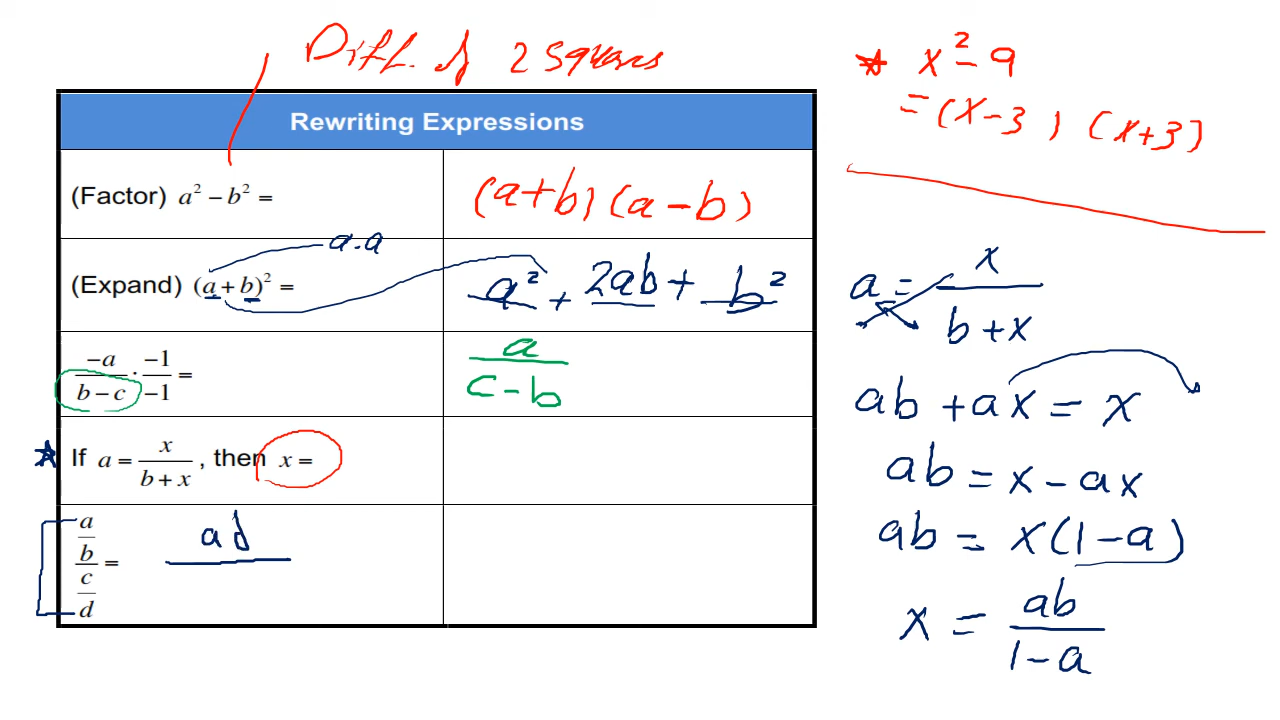 Diff. of 2 squares
Rewriting Expressions
(Factor) a² − b² =
(a+b) (a−b)
a.a
(Expand) (a + b)² =
a² + 2ab + b²
−a/(b − c) · −1/−1 =
a/(c − b)
If a = x/(b + x) , then x =
(a/b)/(c/d) =
ad
* x² − 9
= (x−3) (x+3)
a = x/(b+x)
ab + ax = x
ab = x − ax
ab = x(1−a)
x = ab/(1−a)